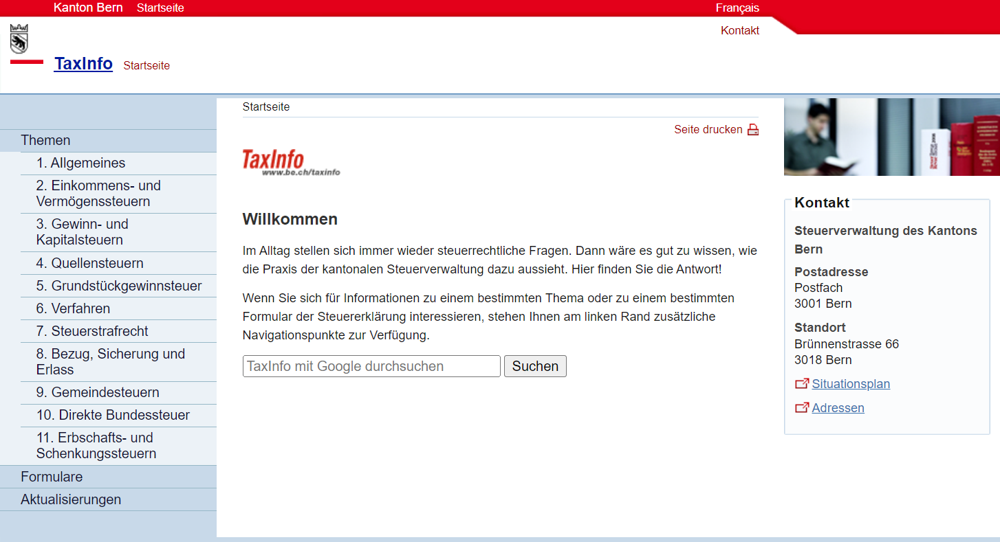 Kanton Bern Startseite
Français
Kontakt
TaxInfo Startseite
Themen
1. Allgemeines
2. Einkommens- und
Vermögenssteuern
3. Gewinn- und
Kapitalsteuern
4. Quellensteuern
5. Grundstückgewinnsteuer
6. Verfahren
7. Steuerstrafrecht
8. Bezug, Sicherung und
Erlass
9. Gemeindesteuern
10. Direkte Bundessteuer
11. Erbschafts- und
Schenkungssteuern
Formulare
Aktualisierungen
Startseite
Seite drucken
TaxInfo
www.be.ch/taxinfo
Willkommen
Im Alltag stellen sich immer wieder steuerrechtliche Fragen. Dann wäre es gut zu wissen, wie
die Praxis der kantonalen Steuerverwaltung dazu aussieht. Hier finden Sie die Antwort!
Wenn Sie sich für Informationen zu einem bestimmten Thema oder zu einem bestimmten
Formular der Steuererklärung interessieren, stehen Ihnen am linken Rand zusätzliche
Navigationspunkte zur Verfügung.
TaxInfo mit Google durchsuchen Suchen
Kontakt
Steuerverwaltung des Kantons
Bern
Postadresse
Postfach
3001 Bern
Standort
Brünnenstrasse 66
3018 Bern
Situationsplan
Adressen